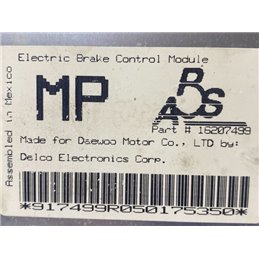 Electric Brake Control Module
MP
ABS
Part # 16207499
Made for Daewoo Motor Co., LTD by:
Delco Electronics Corp.
*917499R050175350*
Assembled in Mexico